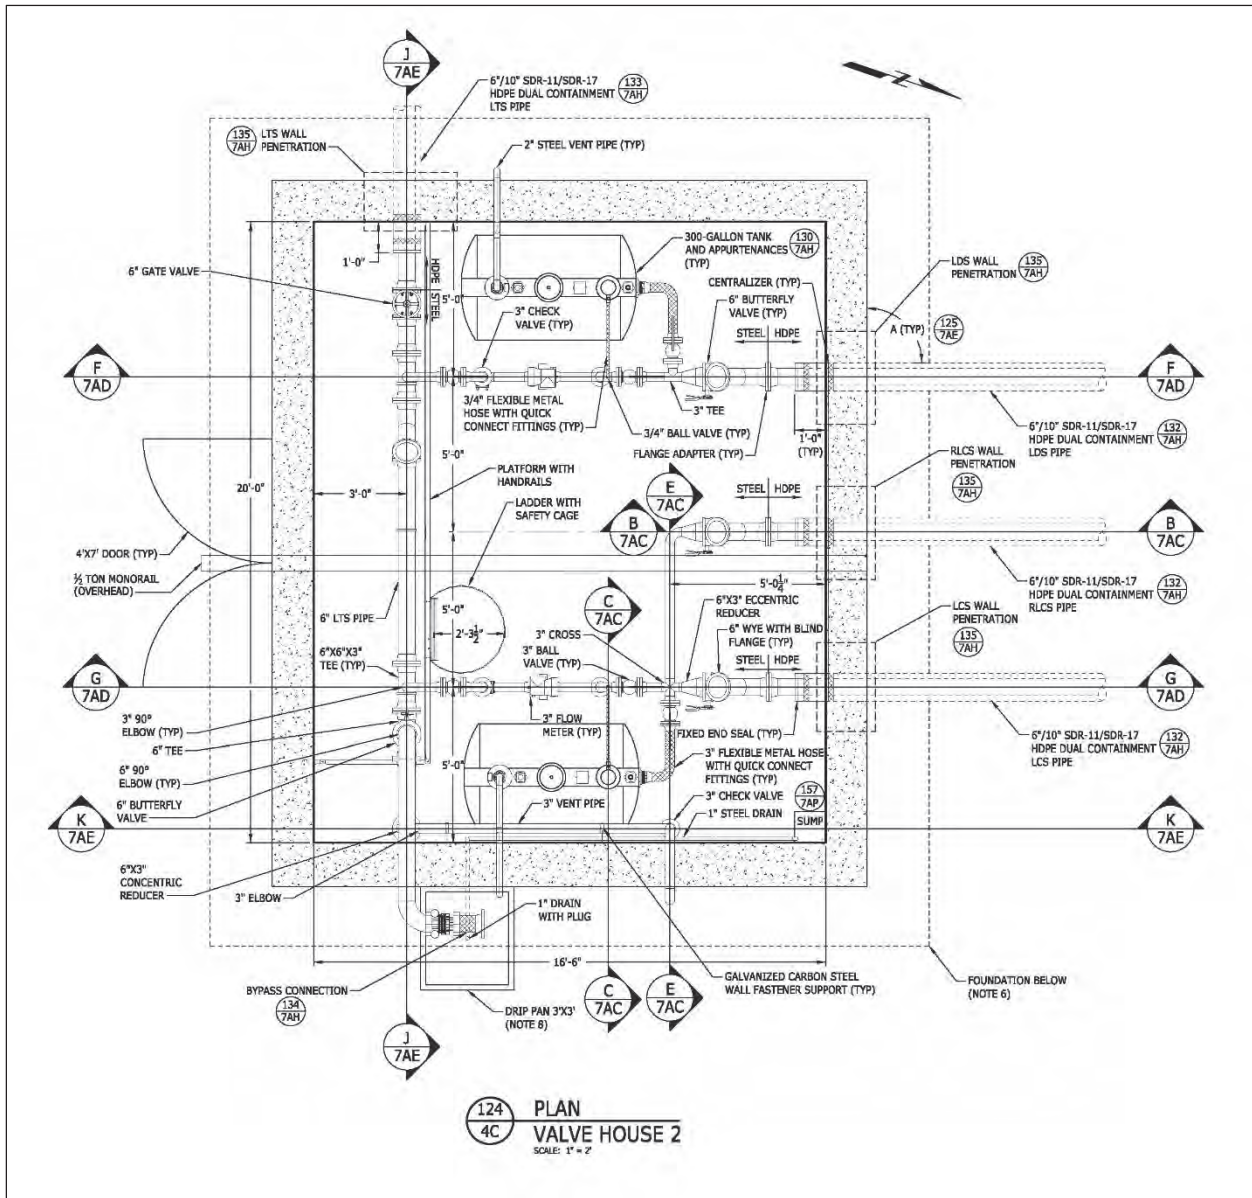 J
7AE
6"/10" SDR-11/SDR-17
HDPE DUAL CONTAINMENT
LTS PIPE
133
7AH
N
135
7AH
LTS WALL
PENETRATION
2" STEEL VENT PIPE (TYP)
300-GALLON TANK
AND APPURTENANCES
(TYP)
130
7AH
LDS WALL
PENETRATION
135
7AH
1'-0"
HDPE
STEEL
5'-0"
6" GATE VALVE
CENTRALIZER (TYP)
6" BUTTERFLY
VALVE (TYP)
3" CHECK
VALVE (TYP)
STEEL
HDPE
A (TYP)
125
7AE
F
7AD
F
7AD
3/4" FLEXIBLE METAL
HOSE WITH QUICK
CONNECT FITTINGS (TYP)
3" TEE
3/4" BALL VALVE (TYP)
FLANGE ADAPTER (TYP)
1'-0"
(TYP)
6"/10" SDR-11/SDR-17
HDPE DUAL CONTAINMENT
LDS PIPE
132
7AH
5'-0"
RLCS WALL
PENETRATION
135
7AH
20'-0"
3'-0"
PLATFORM WITH
HANDRAILS
LADDER WITH
SAFETY CAGE
E
7AC
STEEL
HDPE
B
7AC
B
7AC
4'X7' DOOR (TYP)
½ TON MONORAIL
(OVERHEAD)
5'-0¼"
6"/10" SDR-11/SDR-17
HDPE DUAL CONTAINMENT
RLCS PIPE
132
7AH
6" LTS PIPE
5'-0"
2'-3½"
C
7AC
6"X3" ECCENTRIC
REDUCER
LCS WALL
PENETRATION
135
7AH
3" CROSS
3" BALL
VALVE (TYP)
6" WYE WITH BLIND
FLANGE (TYP)
6"X6"X3"
TEE (TYP)
STEEL
HDPE
G
7AD
G
7AD
3" 90°
ELBOW (TYP)
6" TEE
3" FLOW
METER (TYP)
FIXED END SEAL (TYP)
6"/10" SDR-11/SDR-17
HDPE DUAL CONTAINMENT
LCS PIPE
132
7AH
6" 90°
ELBOW (TYP)
5'-0"
3" FLEXIBLE METAL HOSE
WITH QUICK CONNECT
FITTINGS (TYP)
6" BUTTERFLY
VALVE
3" VENT PIPE
3" CHECK VALVE
157
7AP
1" STEEL DRAIN
SUMP
K
7AE
K
7AE
6"X3"
CONCENTRIC
REDUCER
3" ELBOW
1" DRAIN
WITH PLUG
16'-6"
BYPASS CONNECTION
134
7AH
DRIP PAN 3'X3'
(NOTE 8)
C
7AC
E
7AC
GALVANIZED CARBON STEEL
WALL FASTENER SUPPORT (TYP)
FOUNDATION BELOW
(NOTE 6)
J
7AE
124
4C
PLAN
VALVE HOUSE 2
SCALE: 1" = 2'